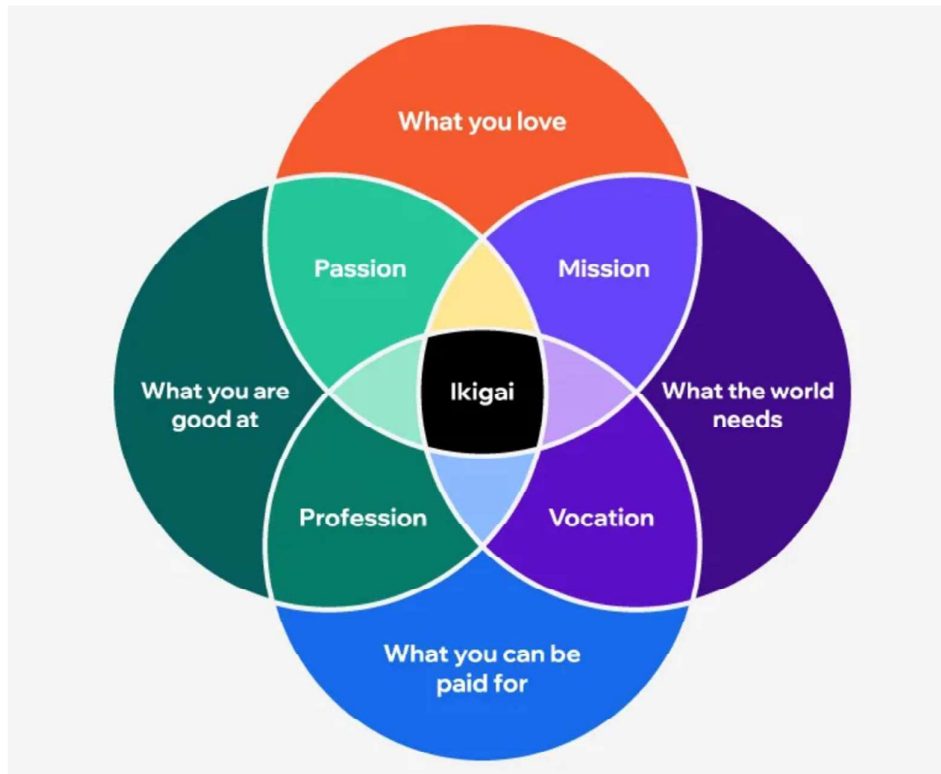 What you love
Passion
Mission
What you are
good at
Ikigai
What the world
needs
Profession
Vocation
What you can be
paid for